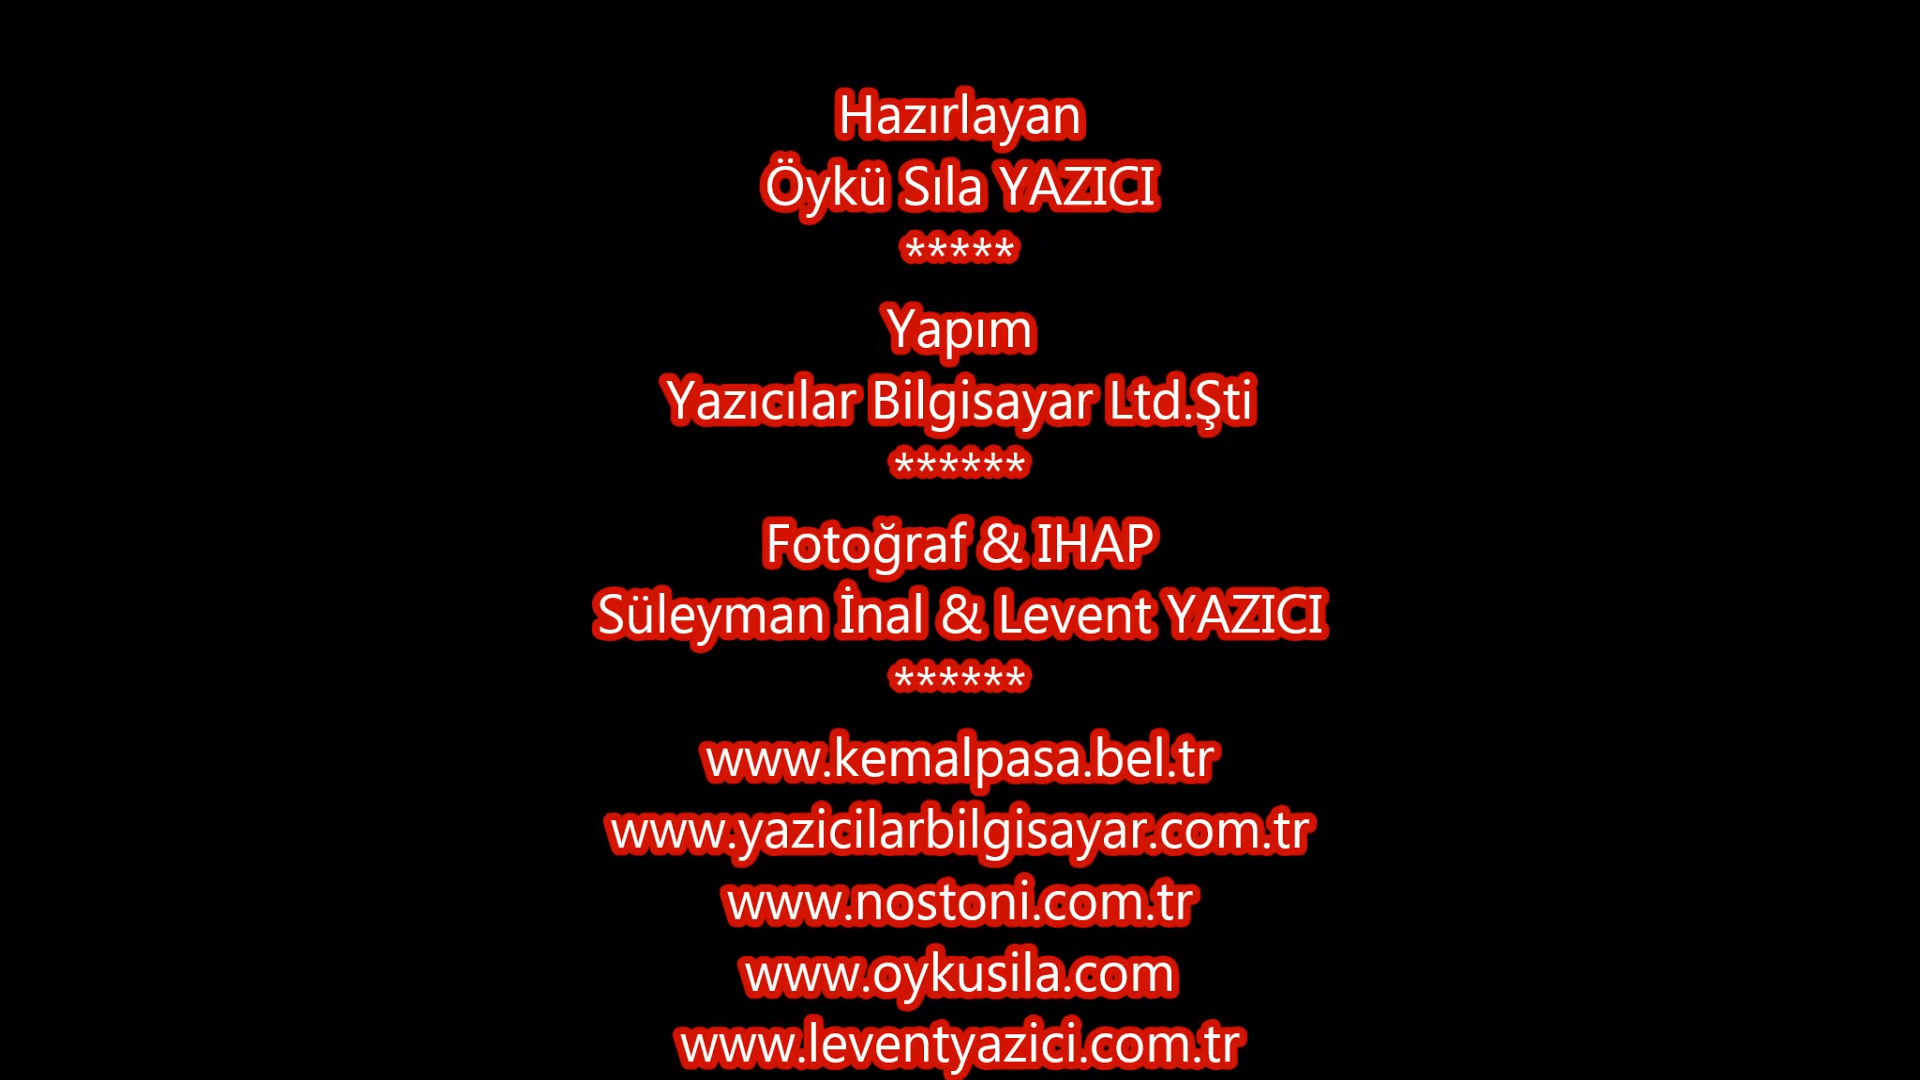 Hazırlayan
Öykü Sıla YAZICI
*****
Yapım
Yazıcılar Bilgisayar Ltd.Şti
******
Fotoğraf & IHAP
Süleyman İnal & Levent YAZICI
******
www.kemalpasa.bel.tr
www.yazicilarbilgisayar.com.tr
www.nostoni.com.tr
www.oykusila.com
www.leventyazici.com.tr